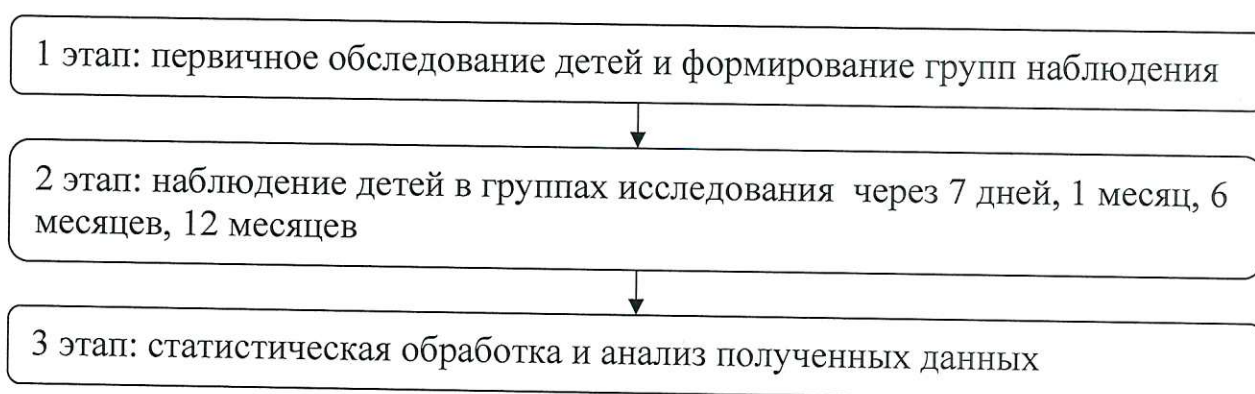 1 этап: первичное обследование детей и формирование групп наблюдения
2 этап: наблюдение детей в группах исследования через 7 дней, 1 месяц, 6
месяцев, 12 месяцев
3 этап: статистическая обработка и анализ полученных данных